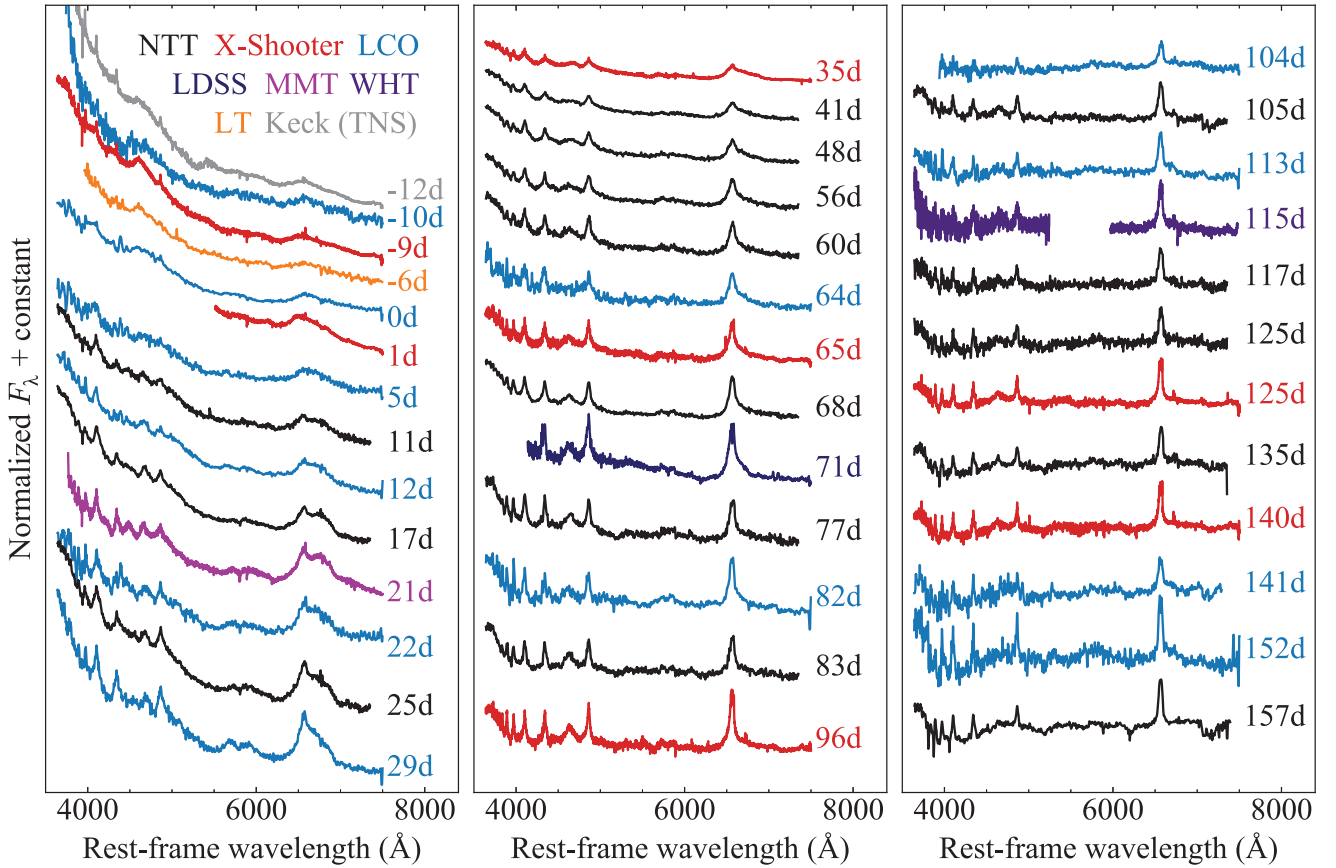 Normalized F_λ + constant
NTT X-Shooter LCO
LDSS MMT WHT
LT Keck (TNS)
-12d
-10d
-9d
-6d
0d
1d
5d
11d
12d
17d
21d
22d
25d
29d
4000 6000 8000
Rest-frame wavelength (Å)
35d
41d
48d
56d
60d
64d
65d
68d
71d
77d
82d
83d
96d
4000 6000 8000
Rest-frame wavelength (Å)
104d
105d
113d
115d
117d
125d
125d
135d
140d
141d
152d
157d
4000 6000 8000
Rest-frame wavelength (Å)